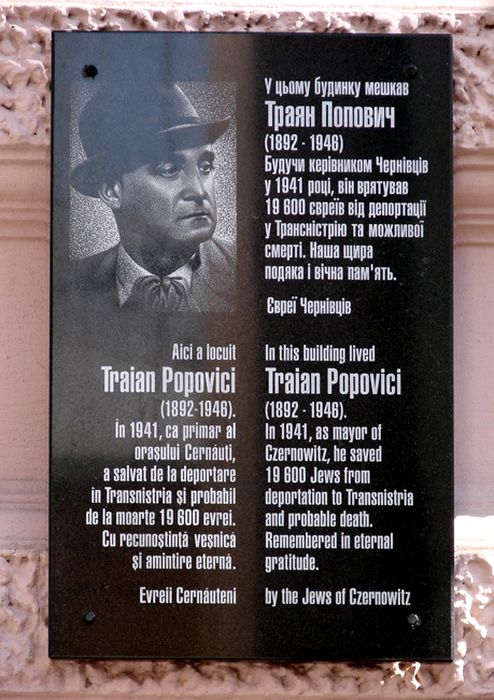 У цьому будинку мешкав
Траян Попович
(1892 - 1946)
Будучи керівником Чернівців
у 1941 році, він врятував
19 600 євреїв від депортації
у Трансністрію та можливої
смерті. Наша щира
подяка і вічна пам'ять.
Євреї Чернівців
Aici a locuit
Traian Popovici
(1892-1946).
În 1941, ca primar al
orașului Cernăuți,
a salvat de la deportare
în Transnistria și probabil
de la moarte 19 600 evrei.
Cu recunoștință veșnică
și amintire eternă.
Evreii Cernăuteni
In this building lived
Traian Popovici
(1892 - 1946).
In 1941, as mayor of
Czernowitz, he saved
19 600 Jews from
deportation to Transnistria
and probable death.
Remembered in eternal
gratitude.
by the Jews of Czernowitz